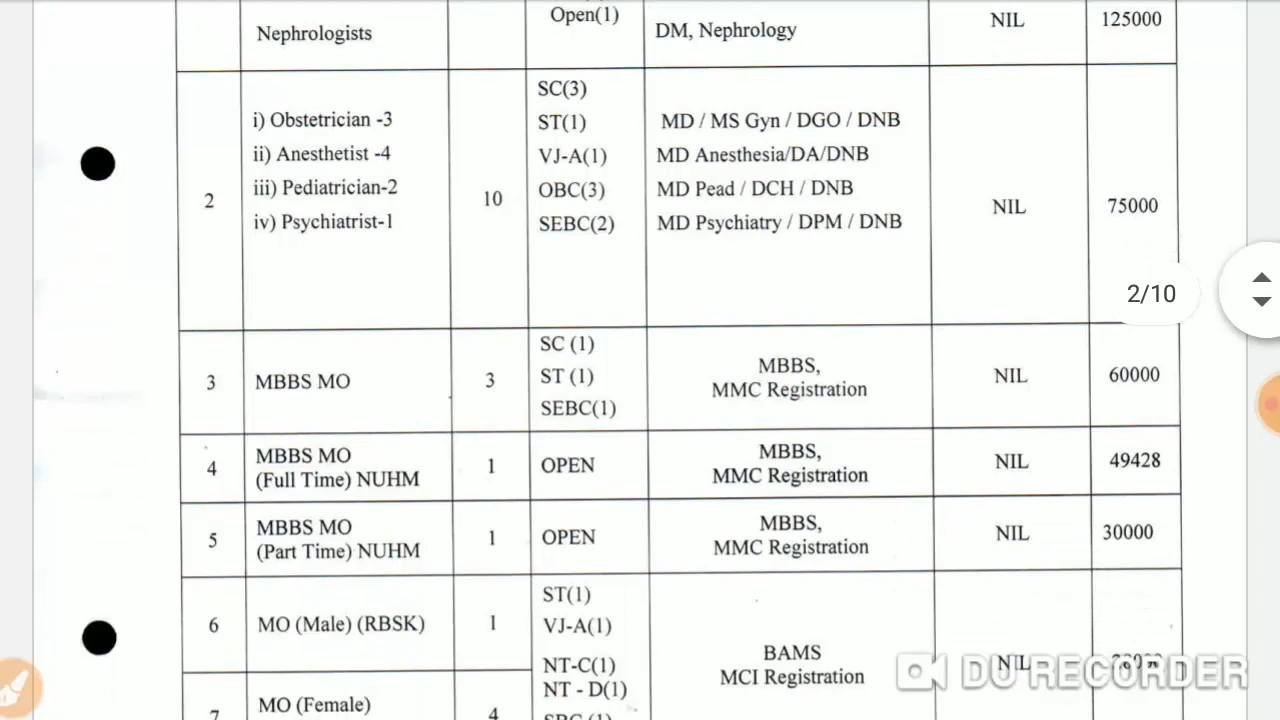 Open(1)
Nephrologists
DM, Nephrology
NIL
125000
2
i) Obstetrician -3
ii) Anesthetist -4
iii) Pediatrician-2
iv) Psychiatrist-1
10
SC(3)
ST(1)
VJ-A(1)
OBC(3)
SEBC(2)
MD / MS Gyn / DGO / DNB
MD Anesthesia/DA/DNB
MD Pead / DCH / DNB
MD Psychiatry / DPM / DNB
NIL
75000
2/10
3
MBBS MO
3
SC (1)
ST (1)
SEBC(1)
MBBS,
MMC Registration
NIL
60000
4
MBBS MO
(Full Time) NUHM
1
OPEN
MBBS,
MMC Registration
NIL
49428
5
MBBS MO
(Part Time) NUHM
1
OPEN
MBBS,
MMC Registration
NIL
30000
6
MO (Male) (RBSK)
1
ST(1)
VJ-A(1)
NT-C(1)
NT - D(1)
BAMS
MCI Registration
NIL
DU RECORDER
7
MO (Female)
4